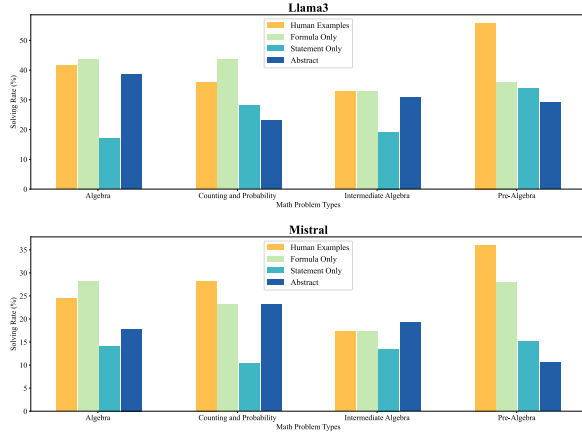 Llama3
Human Examples
Formula Only
Statement Only
Abstract
Solving Rate (%)
50
40
30
20
10
0
Algebra
Counting and Probability
Intermediate Algebra
Pre-Algebra
Math Problem Types
Mistral
Human Examples
Formula Only
Statement Only
Abstract
Solving Rate (%)
35
30
25
20
15
10
5
0
Algebra
Counting and Probability
Intermediate Algebra
Pre-Algebra
Math Problem Types